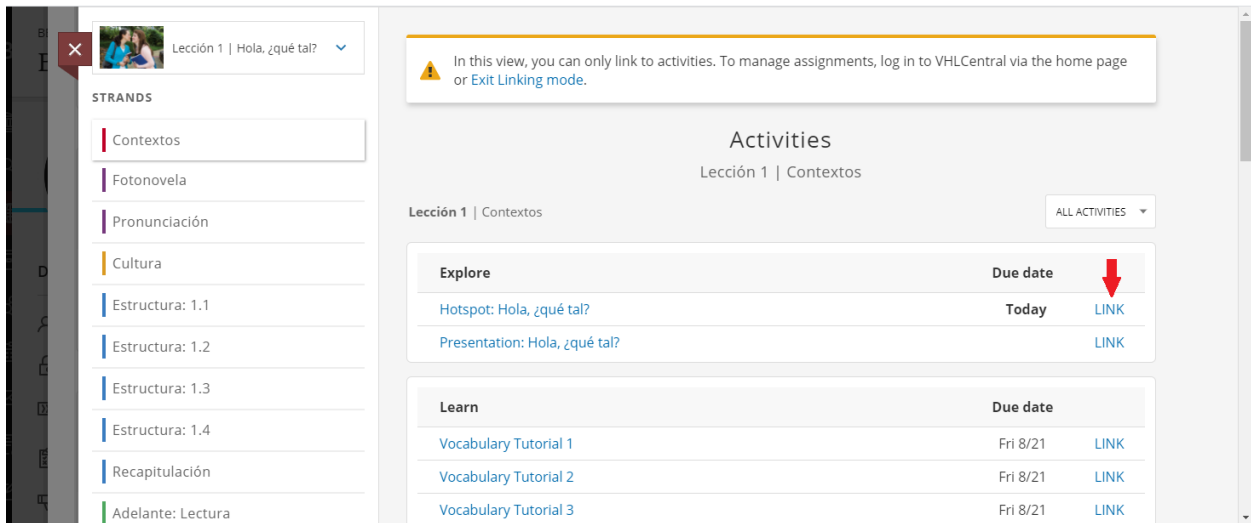 Lección 1 | Hola, ¿qué tal?
STRANDS
Contextos
Fotonovela
Pronunciación
Cultura
Estructura: 1.1
Estructura: 1.2
Estructura: 1.3
Estructura: 1.4
Recapitulación
Adelante: Lectura
In this view, you can only link to activities. To manage assignments, log in to VHLCentral via the home page
or Exit Linking mode.
Activities
Lección 1 | Contextos
Lección 1 | Contextos
ALL ACTIVITIES
Explore Due date
Hotspot: Hola, ¿qué tal? Today LINK
Presentation: Hola, ¿qué tal? LINK
Learn Due date
Vocabulary Tutorial 1 Fri 8/21 LINK
Vocabulary Tutorial 2 Fri 8/21 LINK
Vocabulary Tutorial 3 Fri 8/21 LINK